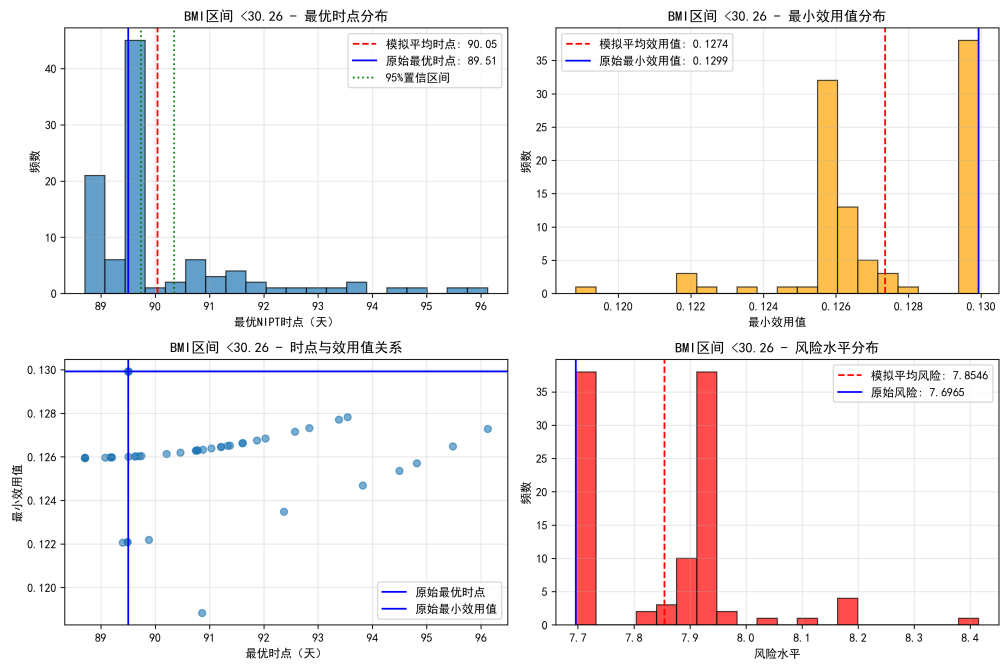 BMI区间 <30.26 - 最优时点分布
模拟平均时点: 90.05
原始最优时点: 89.51
95%置信区间
频数
40
30
20
10
0
89
90
91
92
93
94
95
96
最优NIPT时点（天）
BMI区间 <30.26 - 最小效用值分布
模拟平均效用值: 0.1274
原始最小效用值: 0.1299
频数
35
30
25
20
15
10
5
0
0.120
0.122
0.124
0.126
0.128
0.130
最小效用值
BMI区间 <30.26 - 时点与效用值关系
最小效用值
0.130
0.128
0.126
0.124
0.122
0.120
原始最优时点
原始最小效用值
89
90
91
92
93
94
95
96
最优时点（天）
BMI区间 <30.26 - 风险水平分布
模拟平均风险: 7.8546
原始风险: 7.6965
频数
35
30
25
20
15
10
5
0
7.7
7.8
7.9
8.0
8.1
8.2
8.3
8.4
风险水平